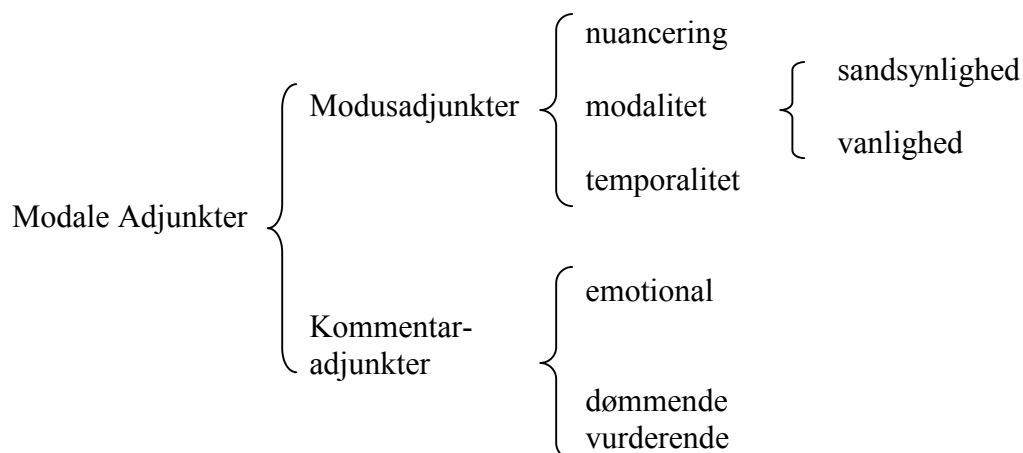 nuancering
sandsynlighed
Modusadjunkter
modalitet
vanlighed
temporalitet
Modale Adjunkter
emotional
Kommentar-
adjunkter
dømmende
vurderende